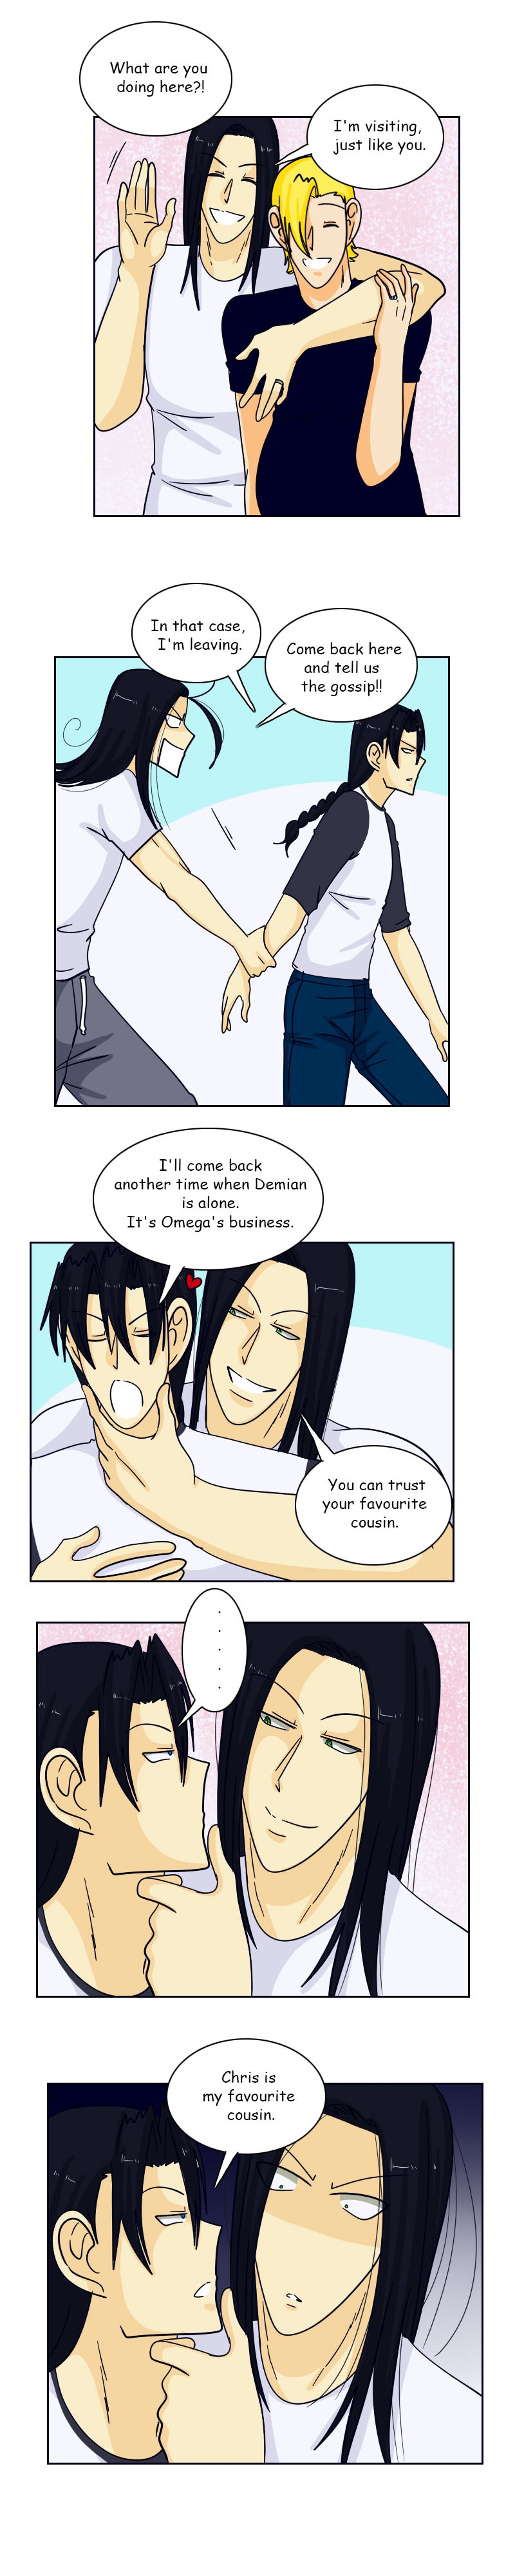 What are you
doing here?!
I'm visiting,
just like you.
In that case,
I'm leaving.
Come back here
and tell us
the gossip!!
I'll come back
another time when Demian
is alone.
It's Omega's business.
You can trust
your favourite
cousin.
.
.
.
.
.
Chris is
my favourite
cousin.